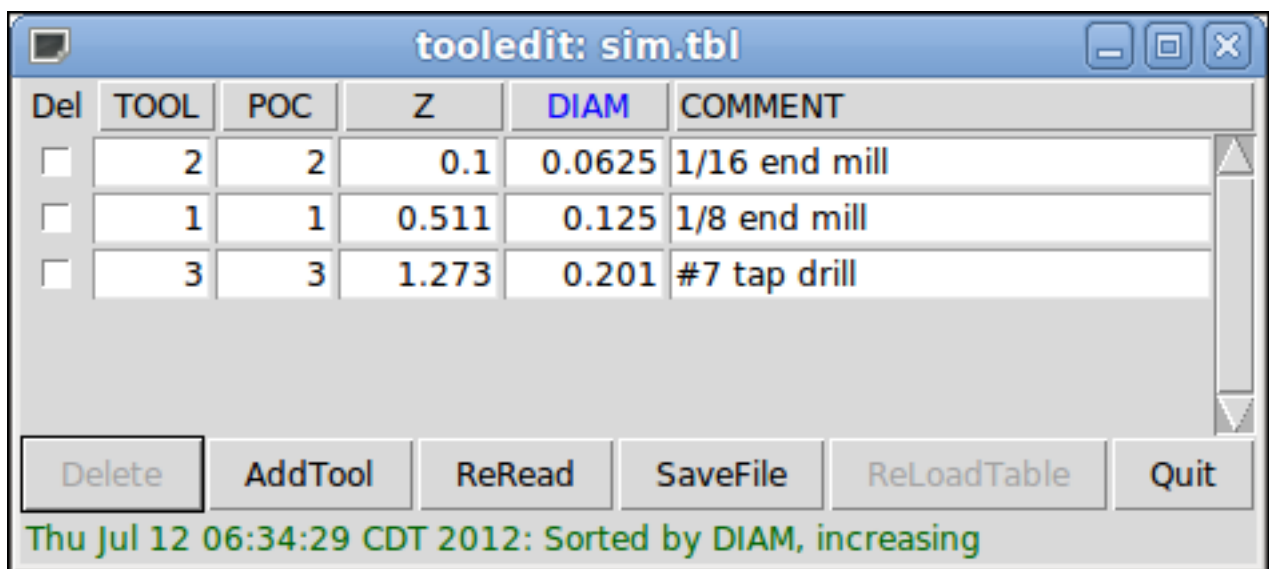 tooledit: sim.tbl
Del TOOL POC Z DIAM COMMENT
2 2 0.1 0.0625 1/16 end mill
1 1 0.511 0.125 1/8 end mill
3 3 1.273 0.201 #7 tap drill
Delete AddTool ReRead SaveFile ReLoadTable Quit
Thu Jul 12 06:34:29 CDT 2012: Sorted by DIAM, increasing